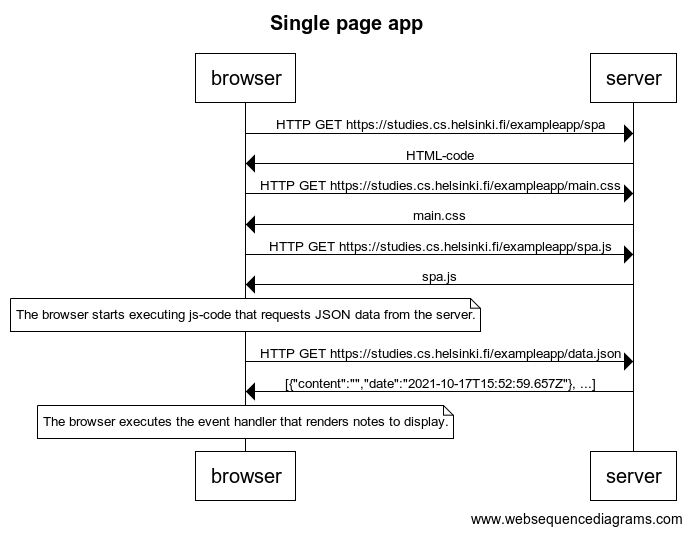 Single page app
browser server
HTTP GET https://studies.cs.helsinki.fi/exampleapp/spa
HTML-code
HTTP GET https://studies.cs.helsinki.fi/exampleapp/main.css
main.css
HTTP GET https://studies.cs.helsinki.fi/exampleapp/spa.js
spa.js
The browser starts executing js-code that requests JSON data from the server.
HTTP GET https://studies.cs.helsinki.fi/exampleapp/data.json
[{"content":"","date":"2021-10-17T15:52:59.657Z"}, ...]
The browser executes the event handler that renders notes to display.
browser server
www.websequencediagrams.com